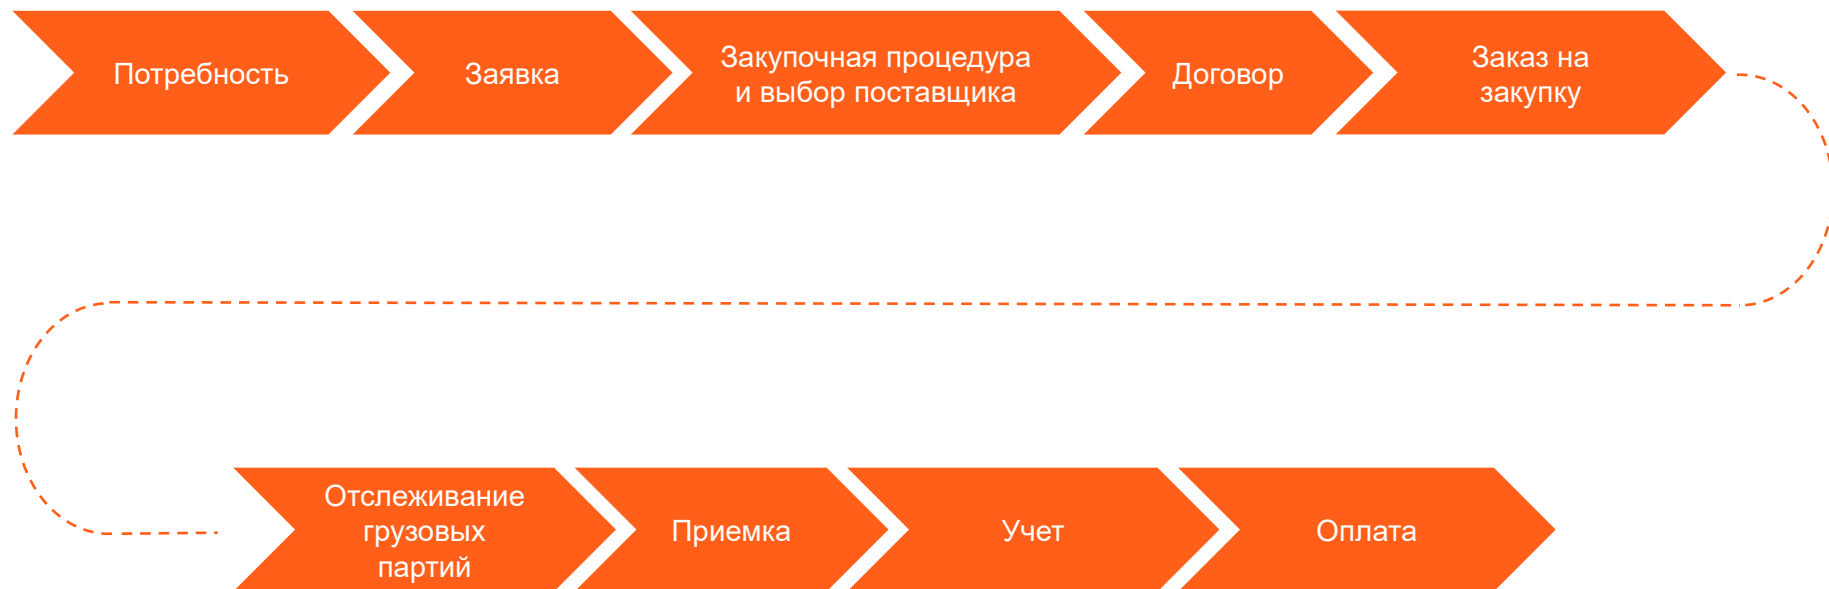 Потребность
Заявка
Закупочная процедура
и выбор поставщика
Договор
Заказ на
закупку
Отслеживание
грузовых
партий
Приемка
Учет
Оплата